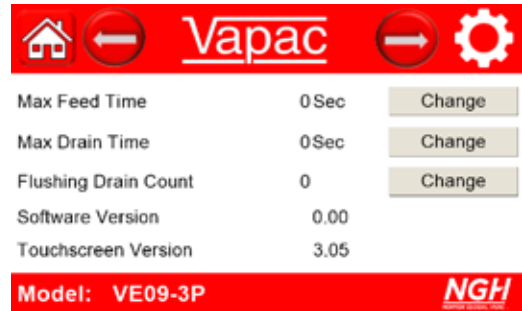 Vapac
Max Feed Time 0 Sec Change
Max Drain Time 0 Sec Change
Flushing Drain Count 0 Change
Software Version 0.00
Touchscreen Version 3.05
Model: VE09-3P NGH